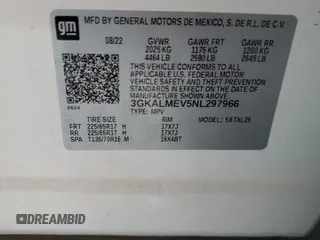 gm
MFD BY GENERAL MOTORS DE MEXICO, S. DE R.L. DE C.V.
08/22 GVWR GAWR FRT GAWR RR
2025 KG 1175 KG 1200 KG
4464 LB 2590 LB 2645 LB
THIS VEHICLE CONFORMS TO ALL APPLICABLE U.S. FEDERAL MOTOR VEHICLE SAFETY AND THEFT PREVENTION STANDARDS IN EFFECT ON THE DATE OF MANUFACTURE SHOWN ABOVE.
3GKALMEV5NL297966
TYPE: MPV
MODEL: 56TXL26
TIRE SIZE RIM
FRT 225/65R17 H 17X7J
RR 225/65R17 H 17X7J
SPA T135/70R16 M 16X4BT
DREAMBID